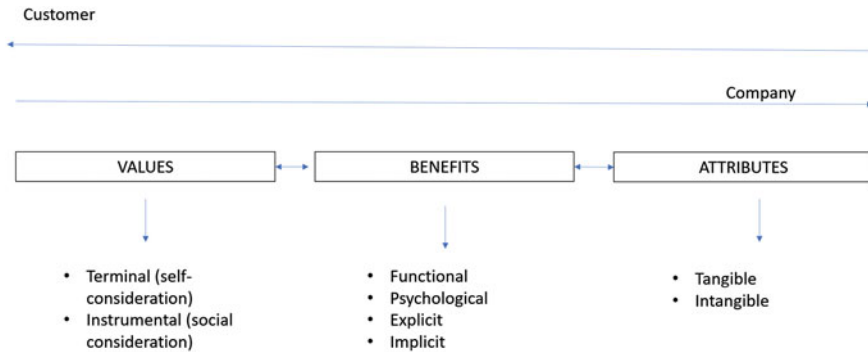 Customer
Company
VALUES
BENEFITS
ATTRIBUTES
• Terminal (self-
consideration)
• Instrumental (social
consideration)
• Functional
• Psychological
• Explicit
• Implicit
• Tangible
• Intangible